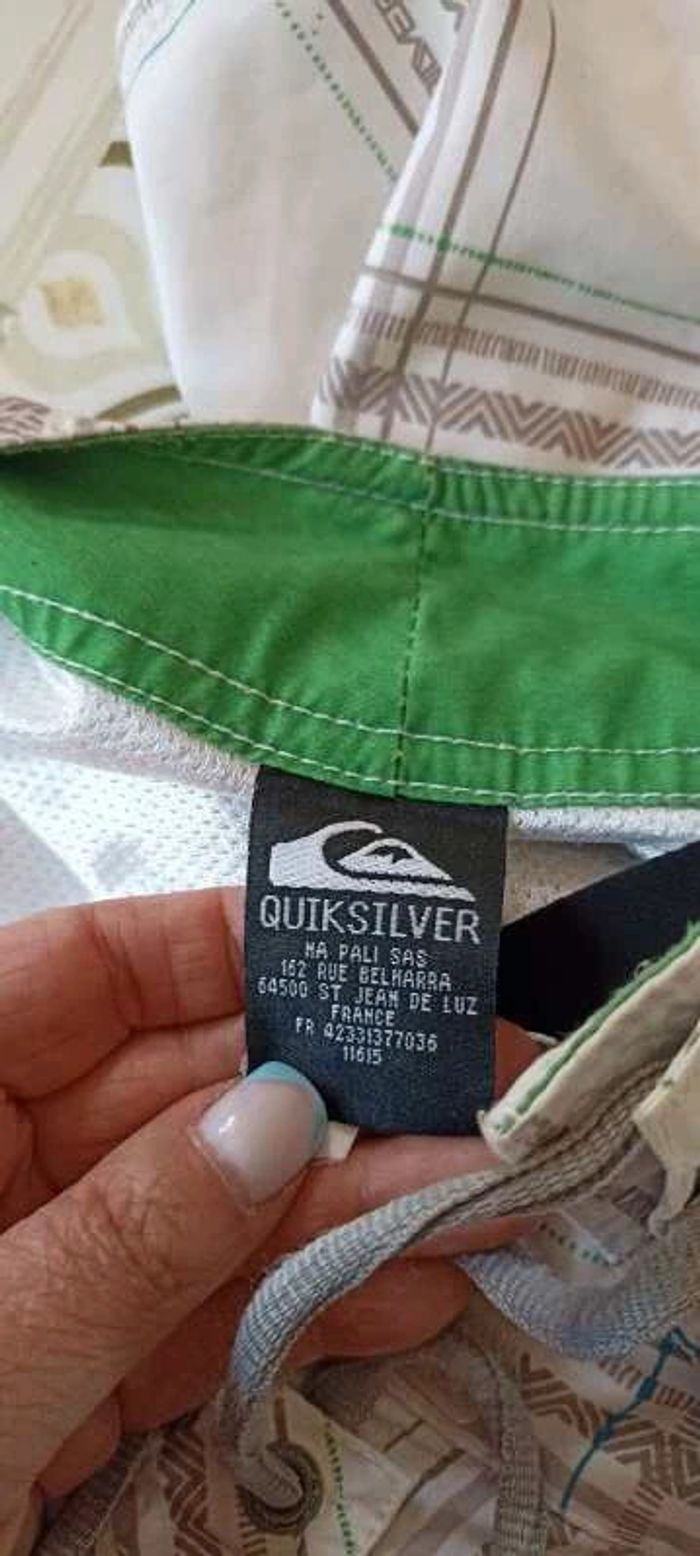 QUIKSILVER
NA PALI SAS
162 RUE BELHARRA
64500 ST JEAN DE LUZ
FRANCE
FR 42331377036
11615